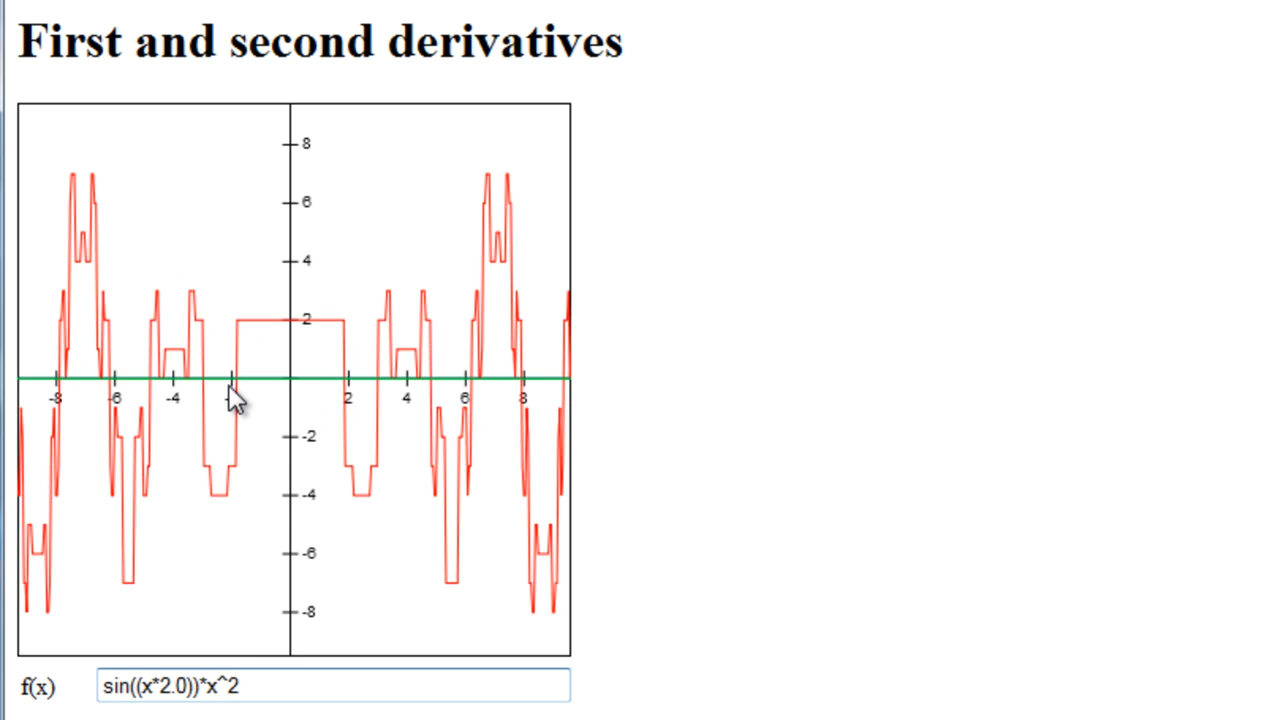 First and second derivatives
8
6
4
2
-8 -6 -4 2 4 6 8
-2
-4
-6
-8
f(x) sin((x*2.0))*x^2